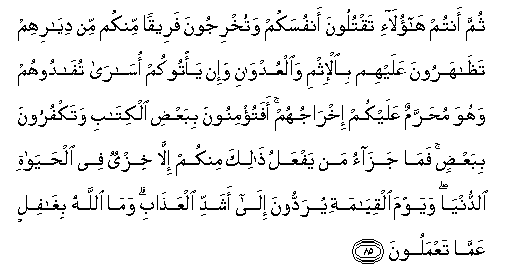 ثُمَّ أَنتُمْ هَٰٓؤُلَآءِ تَقْتُلُونَ أَنفُسَكُمْ وَتُخْرِجُونَ فَرِيقًا مِّنكُم مِّن دِيَٰرِهِمْ
تَظَٰهَرُونَ عَلَيْهِم بِٱلْإِثْمِ وَٱلْعُدْوَٰنِ وَإِن يَأْتُوكُمْ أُسَٰرَىٰ تُفَٰدُوهُمْ
وَهُوَ مُحَرَّمٌ عَلَيْكُمْ إِخْرَاجُهُمْ ۚ أَفَتُؤْمِنُونَ بِبَعْضِ ٱلْكِتَٰبِ وَتَكْفُرُونَ
بِبَعْضٍ ۚ فَمَا جَزَآءُ مَن يَفْعَلُ ذَٰلِكَ مِنكُمْ إِلَّا خِزْىٌ فِى ٱلْحَيَوٰةِ
ٱلدُّنْيَا ۖ وَيَوْمَ ٱلْقِيَٰمَةِ يُرَدُّونَ إِلَىٰٓ أَشَدِّ ٱلْعَذَابِ ۗ وَمَا ٱللَّهُ بِغَٰفِلٍ
عَمَّا تَعْمَلُونَ ٨٥